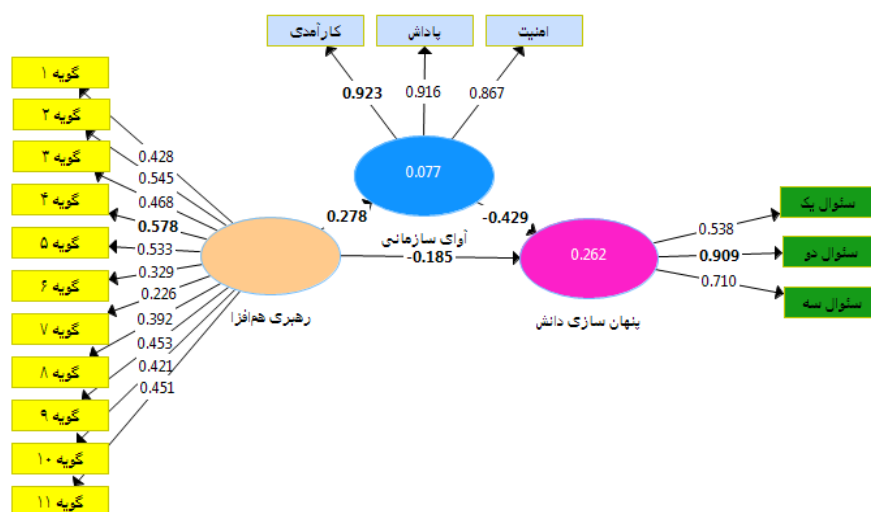 کارآمدی
پاداش
امنیت
گویه ۱
گویه ۲
گویه ۳
گویه ۴
گویه ۵
گویه ۶
گویه ۷
گویه ۸
گویه ۹
گویه ۱۰
گویه ۱۱
0.923
0.916
0.867
0.428
0.545
0.468
0.578
0.533
0.329
0.226
0.392
0.453
0.421
0.451
0.077
0.278
-0.429
آوای سازمانی
-0.185
رهبری هم‌افزا
0.262
پنهان سازی دانش
0.538
0.909
0.710
سئوال یک
سئوال دو
سئوال سه